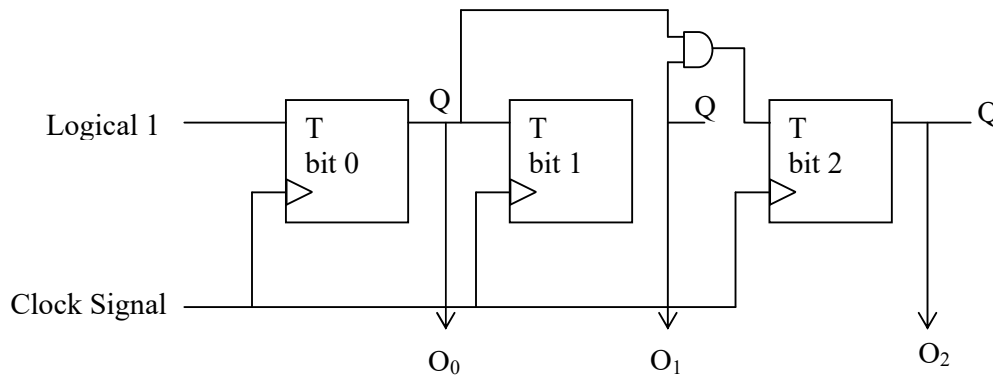 Logical 1
T
bit 0
Q
T
bit 1
Q
T
bit 2
Q
Clock Signal
O₀
O₁
O₂